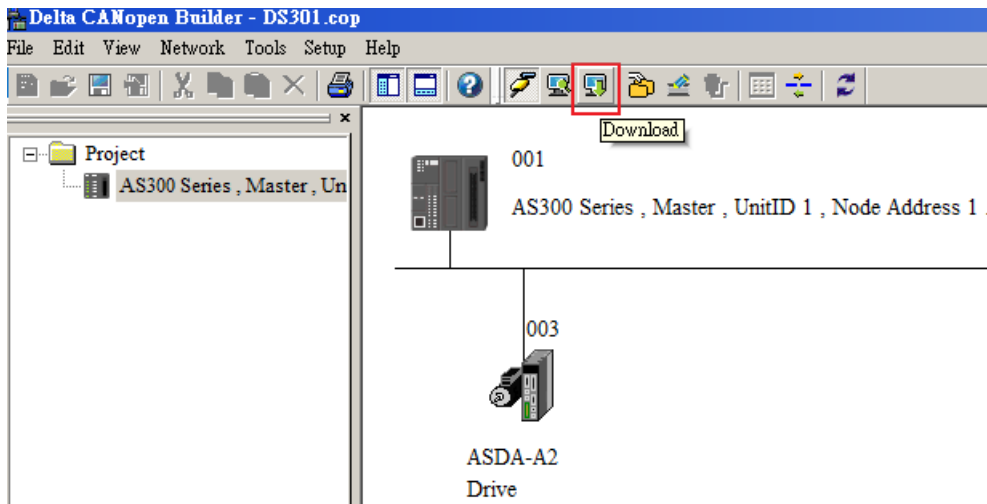 Delta CANopen Builder - DS301.cop
File Edit View Network Tools Setup Help
Download
Project
AS300 Series , Master , Un
001
AS300 Series , Master , UnitID 1 , Node Address 1 .
003
ASDA-A2
Drive